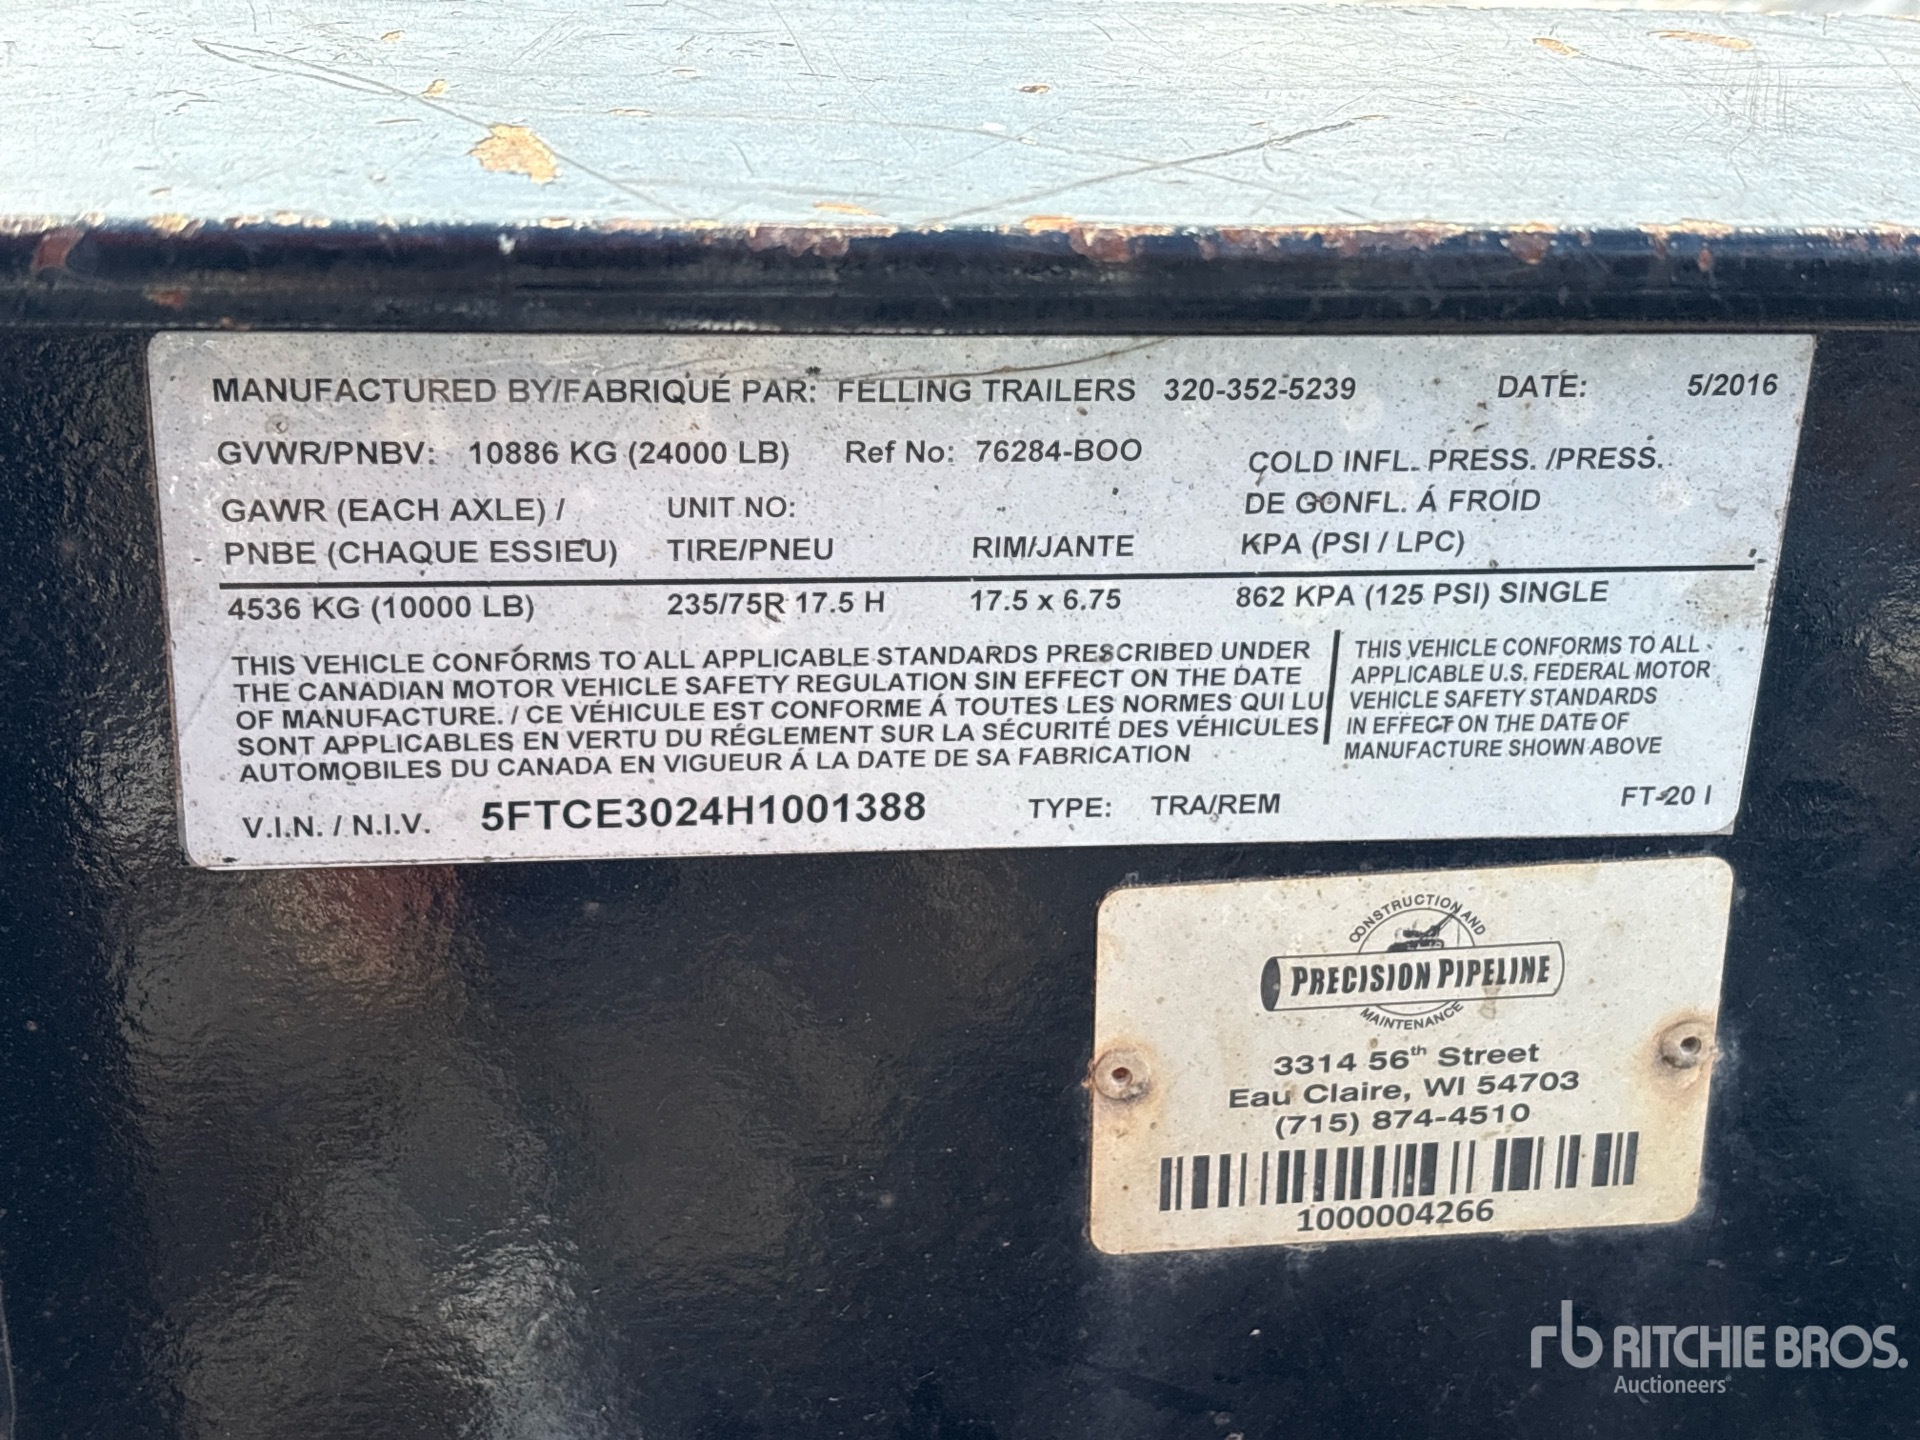 MANUFACTURED BY/FABRIQUÉ PAR: FELLING TRAILERS 320-352-5239 DATE: 5/2016
GVWR/PNBV: 10886 KG (24000 LB) Ref No: 76284-BOO
COLD INFL. PRESS. /PRESS.
DE GONFL. Á FROID
KPA (PSI / LPC)
GAWR (EACH AXLE) / UNIT NO:
PNBE (CHAQUE ESSIEU) TIRE/PNEU RIM/JANTE
4536 KG (10000 LB) 235/75R 17.5 H 17.5 x 6.75 862 KPA (125 PSI) SINGLE
THIS VEHICLE CONFORMS TO ALL APPLICABLE STANDARDS PRESCRIBED UNDER
THE CANADIAN MOTOR VEHICLE SAFETY REGULATION SIN EFFECT ON THE DATE
OF MANUFACTURE. / CE VÉHICULE EST CONFORME Á TOUTES LES NORMES QUI LU
SONT APPLICABLES EN VERTU DU RÉGLEMENT SUR LA SÉCURITÉ DES VÉHICULES
AUTOMOBILES DU CANADA EN VIGUEUR Á LA DATE DE SA FABRICATION
THIS VEHICLE CONFORMS TO ALL
APPLICABLE U.S. FEDERAL MOTOR
VEHICLE SAFETY STANDARDS
IN EFFECT ON THE DATE OF
MANUFACTURE SHOWN ABOVE
V.I.N. / N.I.V. 5FTCE3024H1001388 TYPE: TRA/REM FT-20 I
CONSTRUCTION AND
PRECISION PIPELINE
MAINTENANCE
3314 56th Street
Eau Claire, WI 54703
(715) 874-4510
1000004266
rb RITCHIE BROS.
Auctioneers